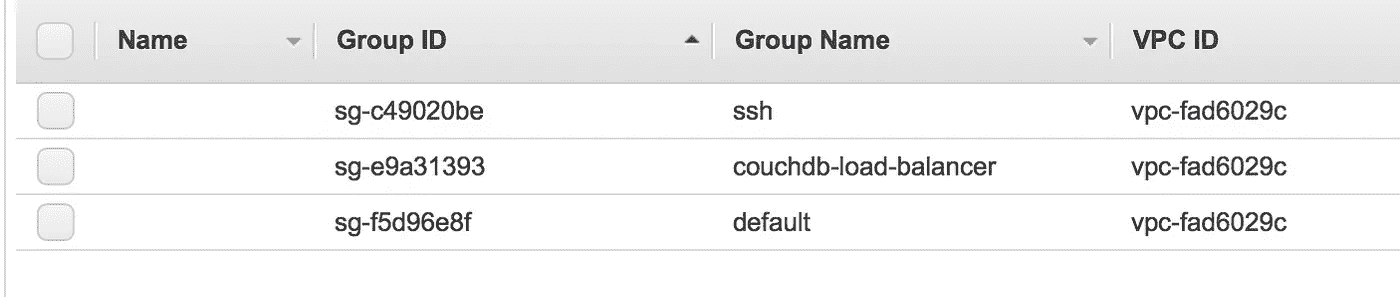 Name Group ID Group Name VPC ID
sg-c49020be ssh vpc-fad6029c
sg-e9a31393 couchdb-load-balancer vpc-fad6029c
sg-f5d96e8f default vpc-fad6029c